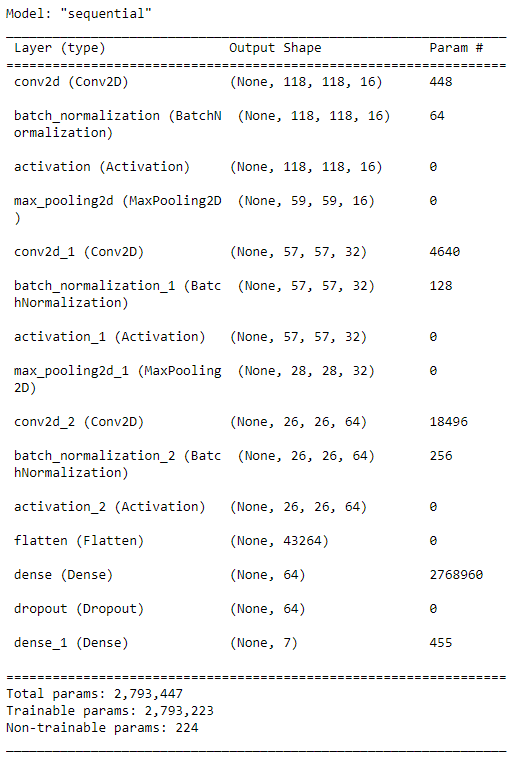 Model: "sequential"
_________________________________________________________________
Layer (type) Output Shape Param #
=================================================================
conv2d (Conv2D) (None, 118, 118, 16) 448
batch_normalization (BatchN (None, 118, 118, 16) 64
ormalization)
activation (Activation) (None, 118, 118, 16) 0
max_pooling2d (MaxPooling2D (None, 59, 59, 16) 0
)
conv2d_1 (Conv2D) (None, 57, 57, 32) 4640
batch_normalization_1 (Batc (None, 57, 57, 32) 128
hNormalization)
activation_1 (Activation) (None, 57, 57, 32) 0
max_pooling2d_1 (MaxPooling (None, 28, 28, 32) 0
2D)
conv2d_2 (Conv2D) (None, 26, 26, 64) 18496
batch_normalization_2 (Batc (None, 26, 26, 64) 256
hNormalization)
activation_2 (Activation) (None, 26, 26, 64) 0
flatten (Flatten) (None, 43264) 0
dense (Dense) (None, 64) 2768960
dropout (Dropout) (None, 64) 0
dense_1 (Dense) (None, 7) 455
=================================================================
Total params: 2,793,447
Trainable params: 2,793,223
Non-trainable params: 224
_________________________________________________________________